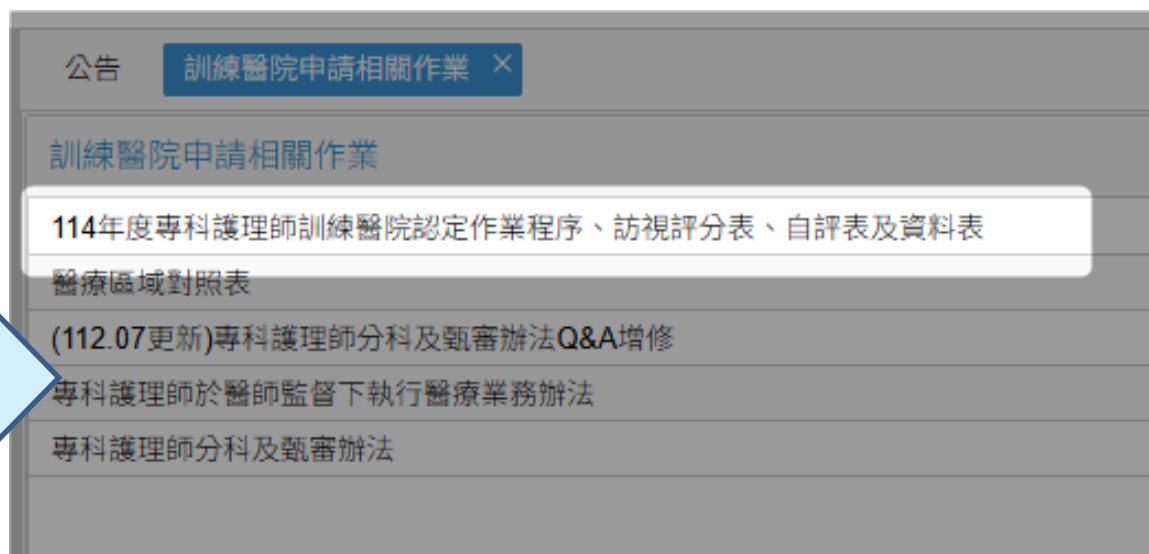 公告 訓練醫院申請相關作業 ×
訓練醫院申請相關作業
114年度專科護理師訓練醫院認定作業程序、訪視評分表、自評表及資料表
醫療區域對照表
(112.07更新)專科護理師分科及甄審辦法Q&A增修
專科護理師於醫師監督下執行醫療業務辦法
專科護理師分科及甄審辦法